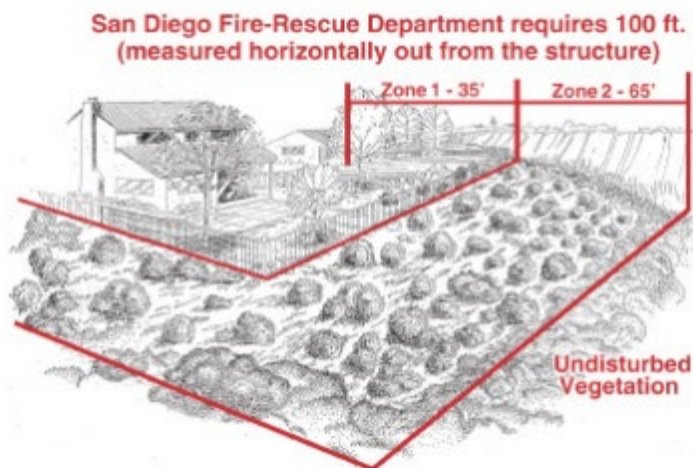 San Diego Fire-Rescue Department requires 100 ft.
(measured horizontally out from the structure)
Zone 1 - 35'
Zone 2 - 65'
Undisturbed
Vegetation